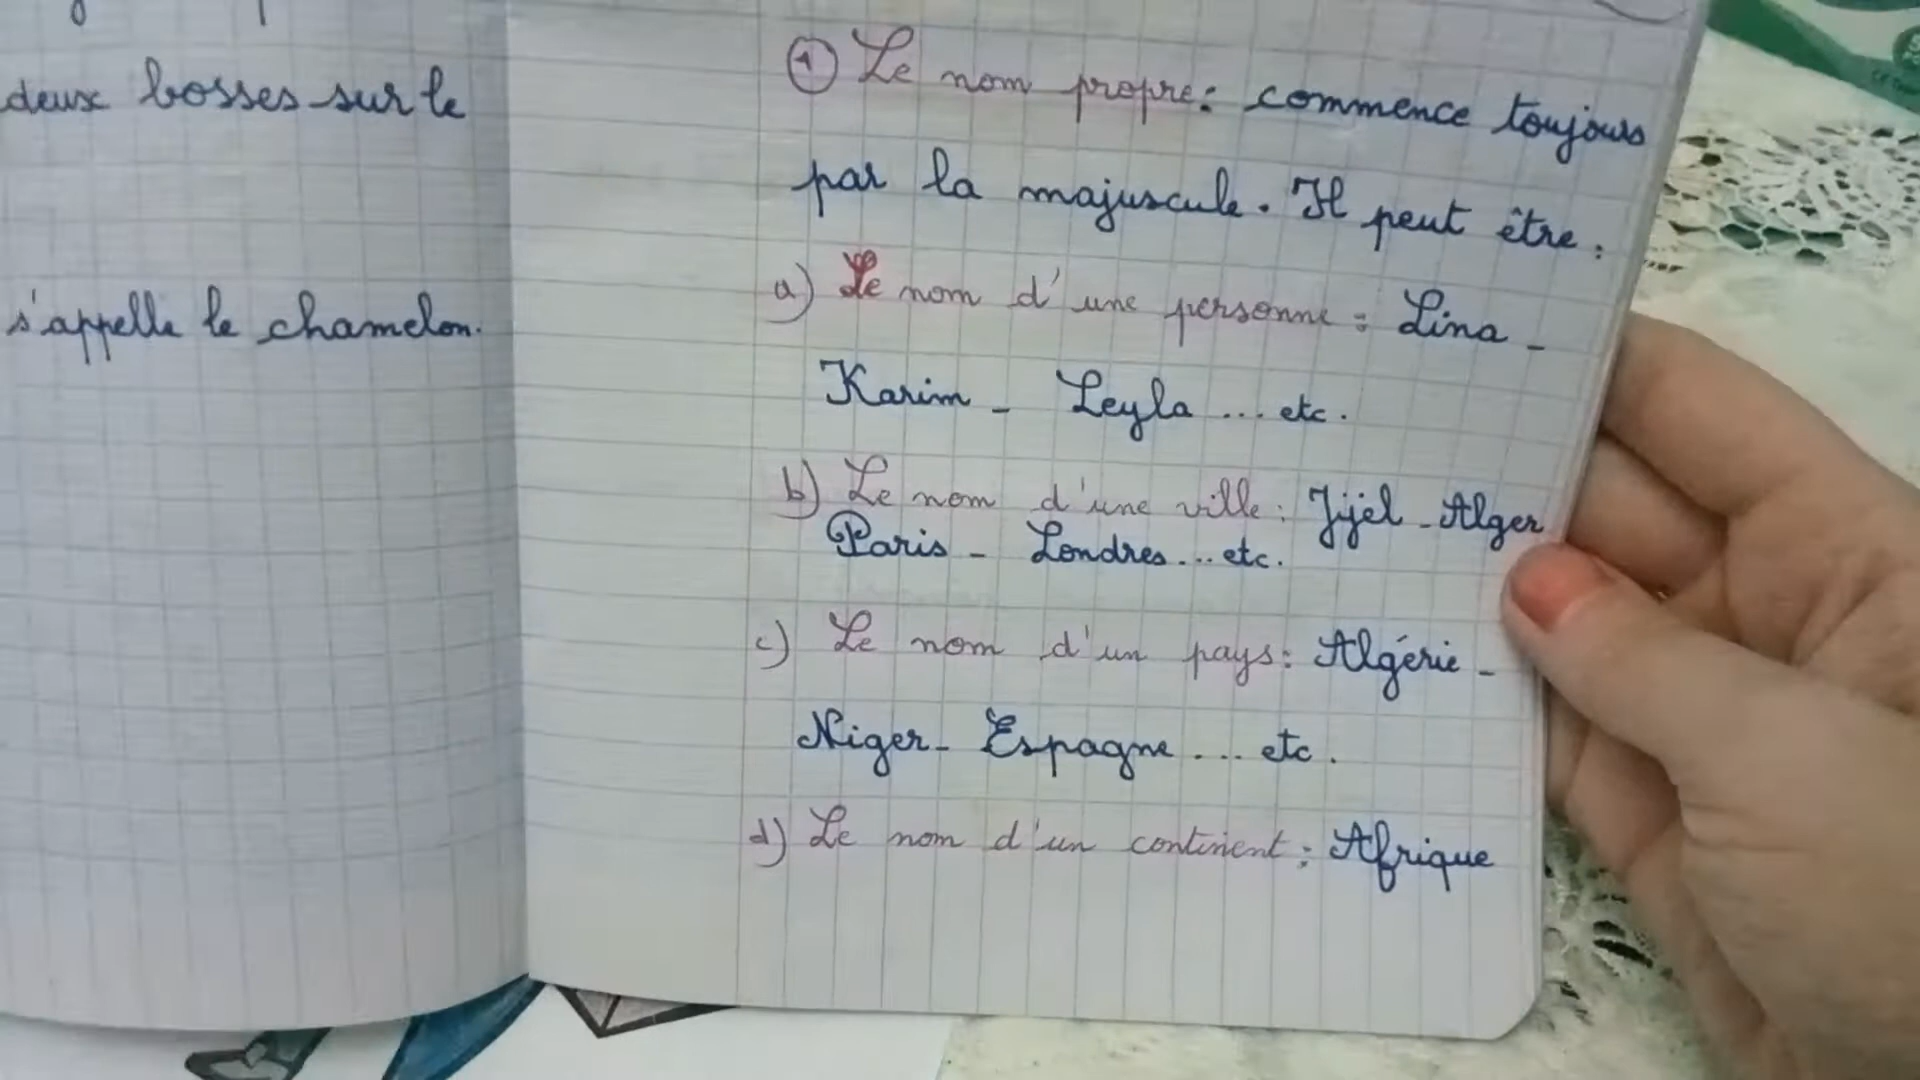 deux bosses sur le
s'appelle le chamelon.
1 Le nom propre: commence toujours
par la majuscule. Il peut être:
a) Le nom d'une personne: Lina -
Karim - Leyla ... etc.
b) Le nom d'une ville: Jijel - Alger
Paris - Londres ... etc.
c) Le nom d'un pays: Algérie -
Niger - Espagne ... etc.
d) Le nom d'un continent: Afrique